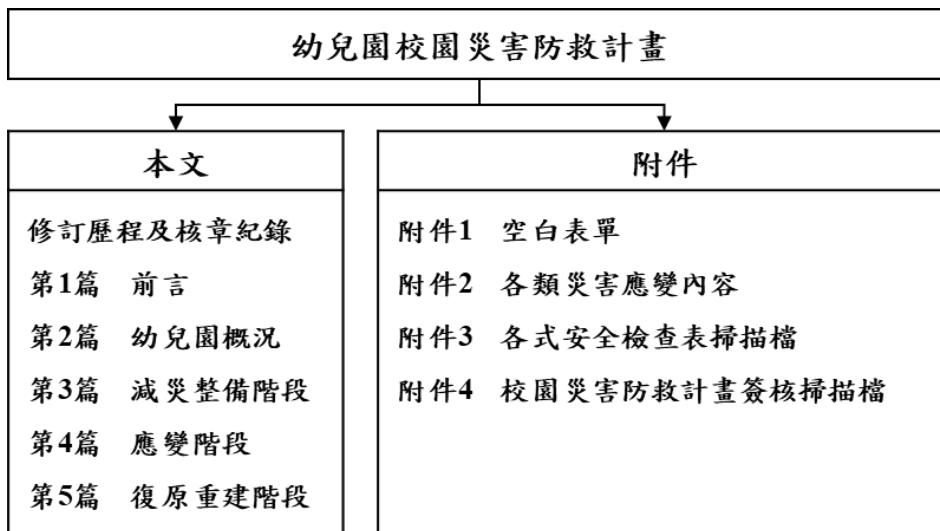 幼兒園校園災害防救計畫
本文
修訂歷程及核章紀錄
第1篇 前言
第2篇 幼兒園概況
第3篇 減災整備階段
第4篇 應變階段
第5篇 復原重建階段
附件
附件1 空白表單
附件2 各類災害應變內容
附件3 各式安全檢查表掃描檔
附件4 校園災害防救計畫簽核掃描檔